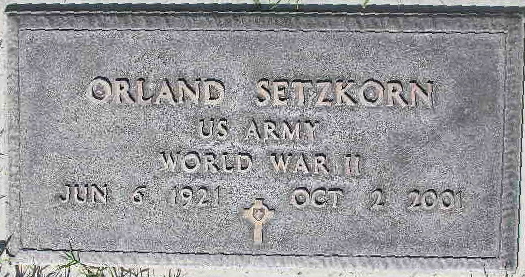 ORLAND SETZKORN
US ARMY
WORLD WAR II
JUN 6 1921 OCT 2 2001